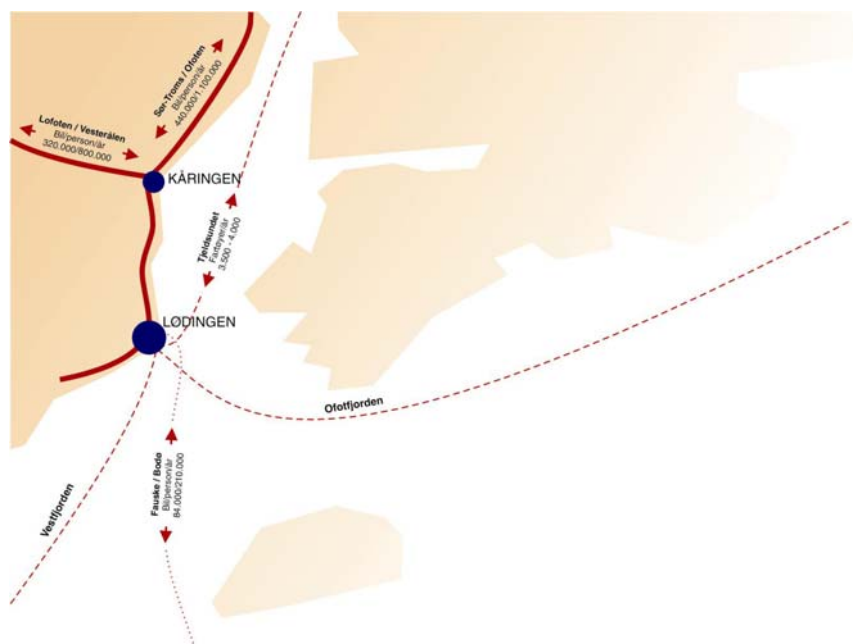 Sør-Troms / Ofoten
Bil/person/år
440.000/1.100.000
Lofoten / Vesterålen
Bil/person/år
320.000/800.000
KÅRINGEN
Tjeldsundet
Fartøyer/år
3.500 - 4.000
LØDINGEN
Ofotfjorden
Fauske / Bodø
Bil/person/år
84.000/210.000
Vestfjorden